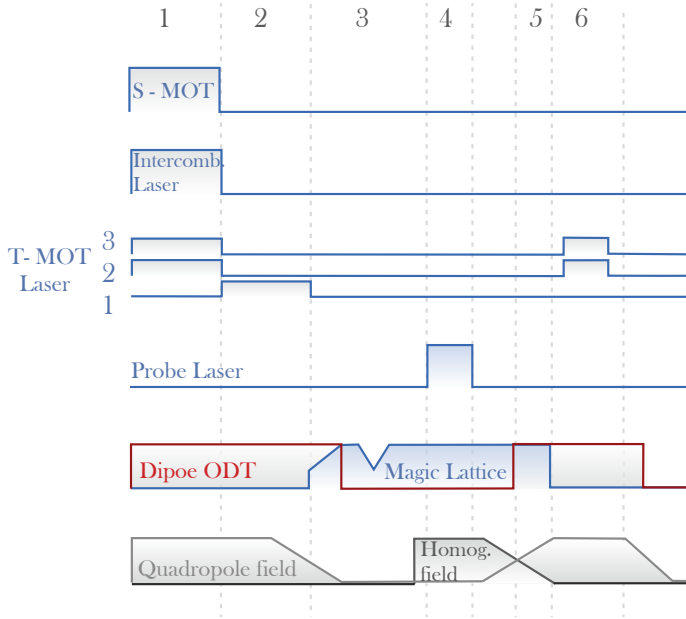 1 2 3 4 5 6
S - MOT
Intercomb.
Laser
T- MOT
Laser
3
2
1
Probe Laser
Dipoe ODT
Magic Lattice
Quadropole field
Homog.
field